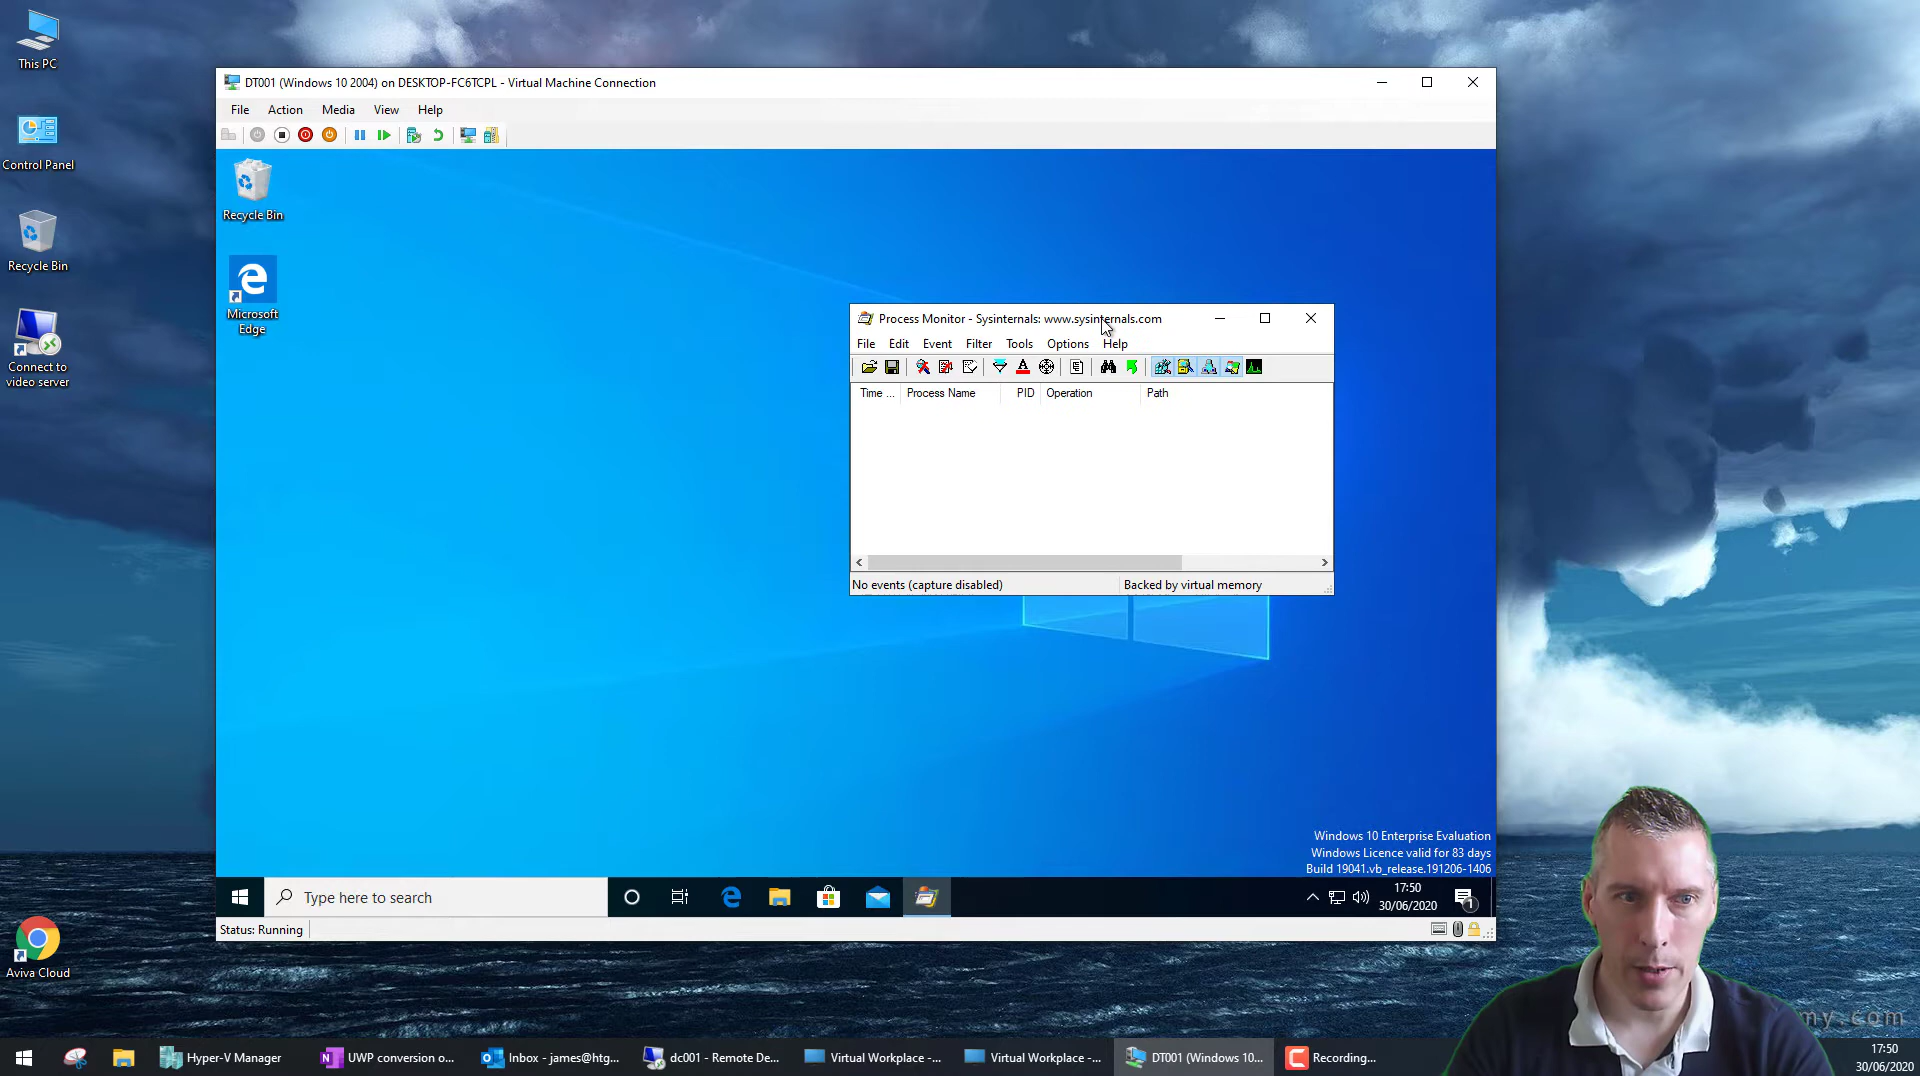 This PC
Control Panel
Recycle Bin
Connect to
video server
Aviva Cloud
DT001 (Windows 10 2004) on DESKTOP-FC6TCPL - Virtual Machine Connection
File Action Media View Help
Recycle Bin
Microsoft
Edge
Process Monitor - Sysinternals: www.sysinternals.com
File Edit Event Filter Tools Options Help
Time ... Process Name PID Operation Path
No events (capture disabled) Backed by virtual memory
Windows 10 Enterprise Evaluation
Windows Licence valid for 83 days
Build 19041.vb_release.191206-1406
Type here to search
17:50
30/06/2020
1
Status: Running
my.com
Hyper-V Manager
UWP conversion o...
Inbox - james@htg...
dc001 - Remote De...
Virtual Workplace -...
Virtual Workplace -...
DT001 (Windows 10...
Recording...
17:50
30/06/2020